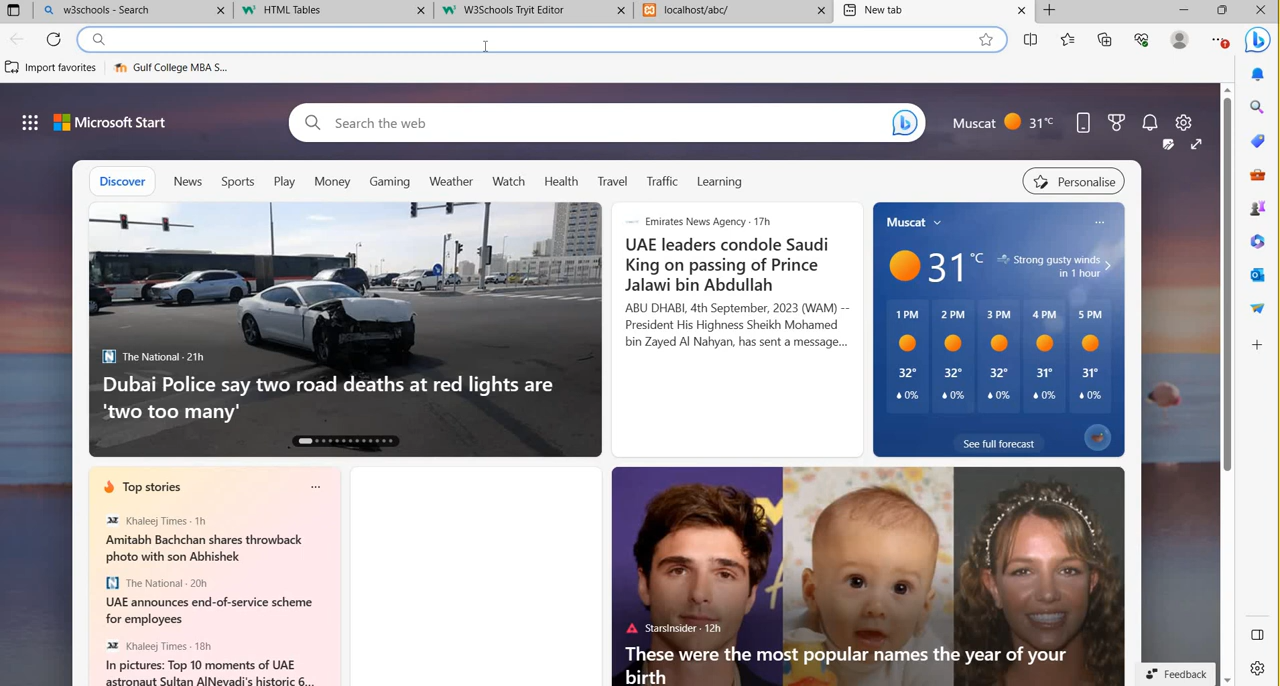 w3schools - Search
HTML Tables
W3Schools Tryit Editor
localhost/abc/
New tab
Import favorites
Gulf College MBA S...
Microsoft Start
Search the web
Muscat 31°C
Discover News Sports Play Money Gaming Weather Watch Health Travel Traffic Learning
Personalise
The National · 21h
Dubai Police say two road deaths at red lights are
'two too many'
Emirates News Agency · 17h
UAE leaders condole Saudi
King on passing of Prince
Jalawi bin Abdullah
ABU DHABI, 4th September, 2023 (WAM) --
President His Highness Sheikh Mohamed
bin Zayed Al Nahyan, has sent a message...
Muscat
31°C
Strong gusty winds
in 1 hour
1 PM 2 PM 3 PM 4 PM 5 PM
32° 32° 32° 31° 31°
0% 0% 0% 0% 0%
See full forecast
Top stories
Khaleej Times · 1h
Amitabh Bachchan shares throwback
photo with son Abhishek
The National · 20h
UAE announces end-of-service scheme
for employees
Khaleej Times · 18h
In pictures: Top 10 moments of UAE
astronaut Sultan AlNeyadi's historic 6...
StarsInsider · 12h
These were the most popular names the year of your
birth
Feedback